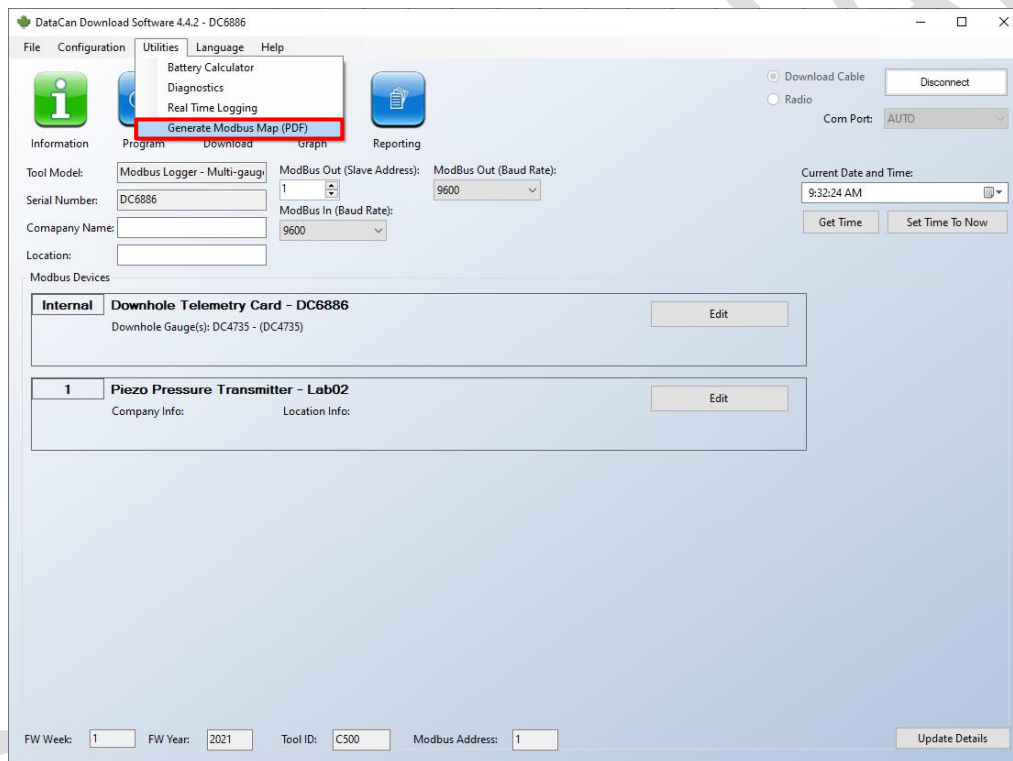 DataCan Download Software 4.4.2 - DC6886
File Configuration Utilities Language Help
Battery Calculator
Diagnostics
Real Time Logging
Generate Modbus Map (PDF)
Information Program Download Graph Reporting
Download Cable
Radio
Disconnect
Com Port: AUTO
Tool Model: Modbus Logger - Multi-gaug
Serial Number: DC6886
Comapany Name:
Location:
ModBus Out (Slave Address): ModBus Out (Baud Rate):
1 9600
ModBus In (Baud Rate):
9600
Current Date and Time:
9:32:24 AM
Get Time Set Time To Now
Modbus Devices
Internal Downhole Telemetry Card - DC6886
Downhole Gauge(s): DC4735 - (DC4735)
Edit
1 Piezo Pressure Transmitter - Lab02
Company Info: Location Info:
Edit
FW Week: 1 FW Year: 2021 Tool ID: C500 Modbus Address: 1 Update Details